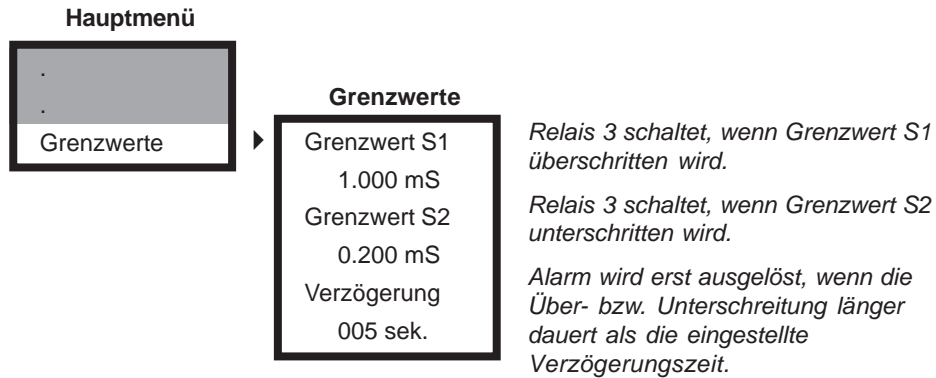 Hauptmenü
.
.
Grenzwerte
Grenzwerte
Grenzwert S1
1.000 mS
Grenzwert S2
0.200 mS
Verzögerung
005 sek.
Relais 3 schaltet, wenn Grenzwert S1
überschritten wird.
Relais 3 schaltet, wenn Grenzwert S2
unterschritten wird.
Alarm wird erst ausgelöst, wenn die
Über- bzw. Unterschreitung länger
dauert als die eingestellte
Verzögerungszeit.